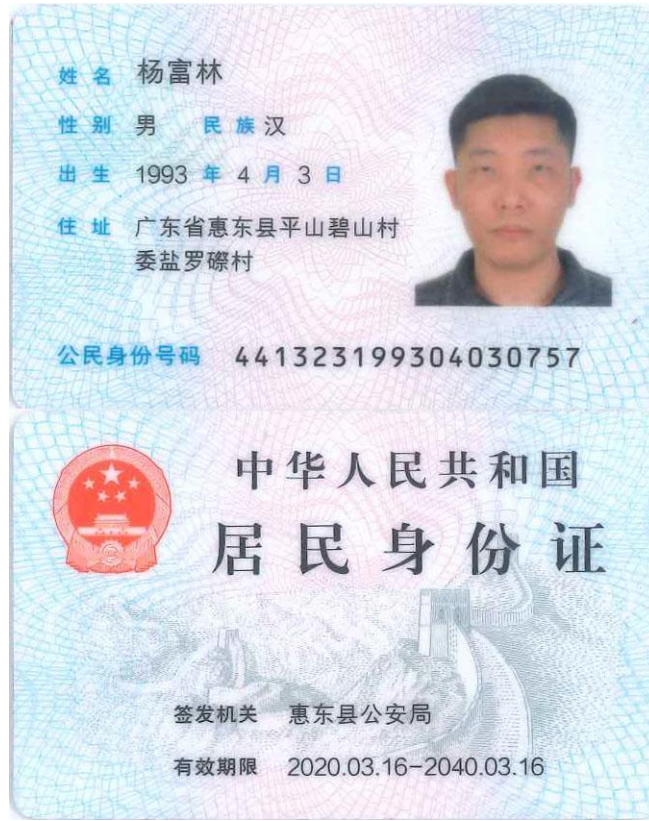 姓名 杨富林
性别 男 民族 汉
出生 1993 年 4 月 3 日
住址 广东省惠东县平山碧山村
委盐罗磜村
公民身份号码 441323199304030757
中华人民共和国
居民身份证
签发机关 惠东县公安局
有效期限 2020.03.16-2040.03.16